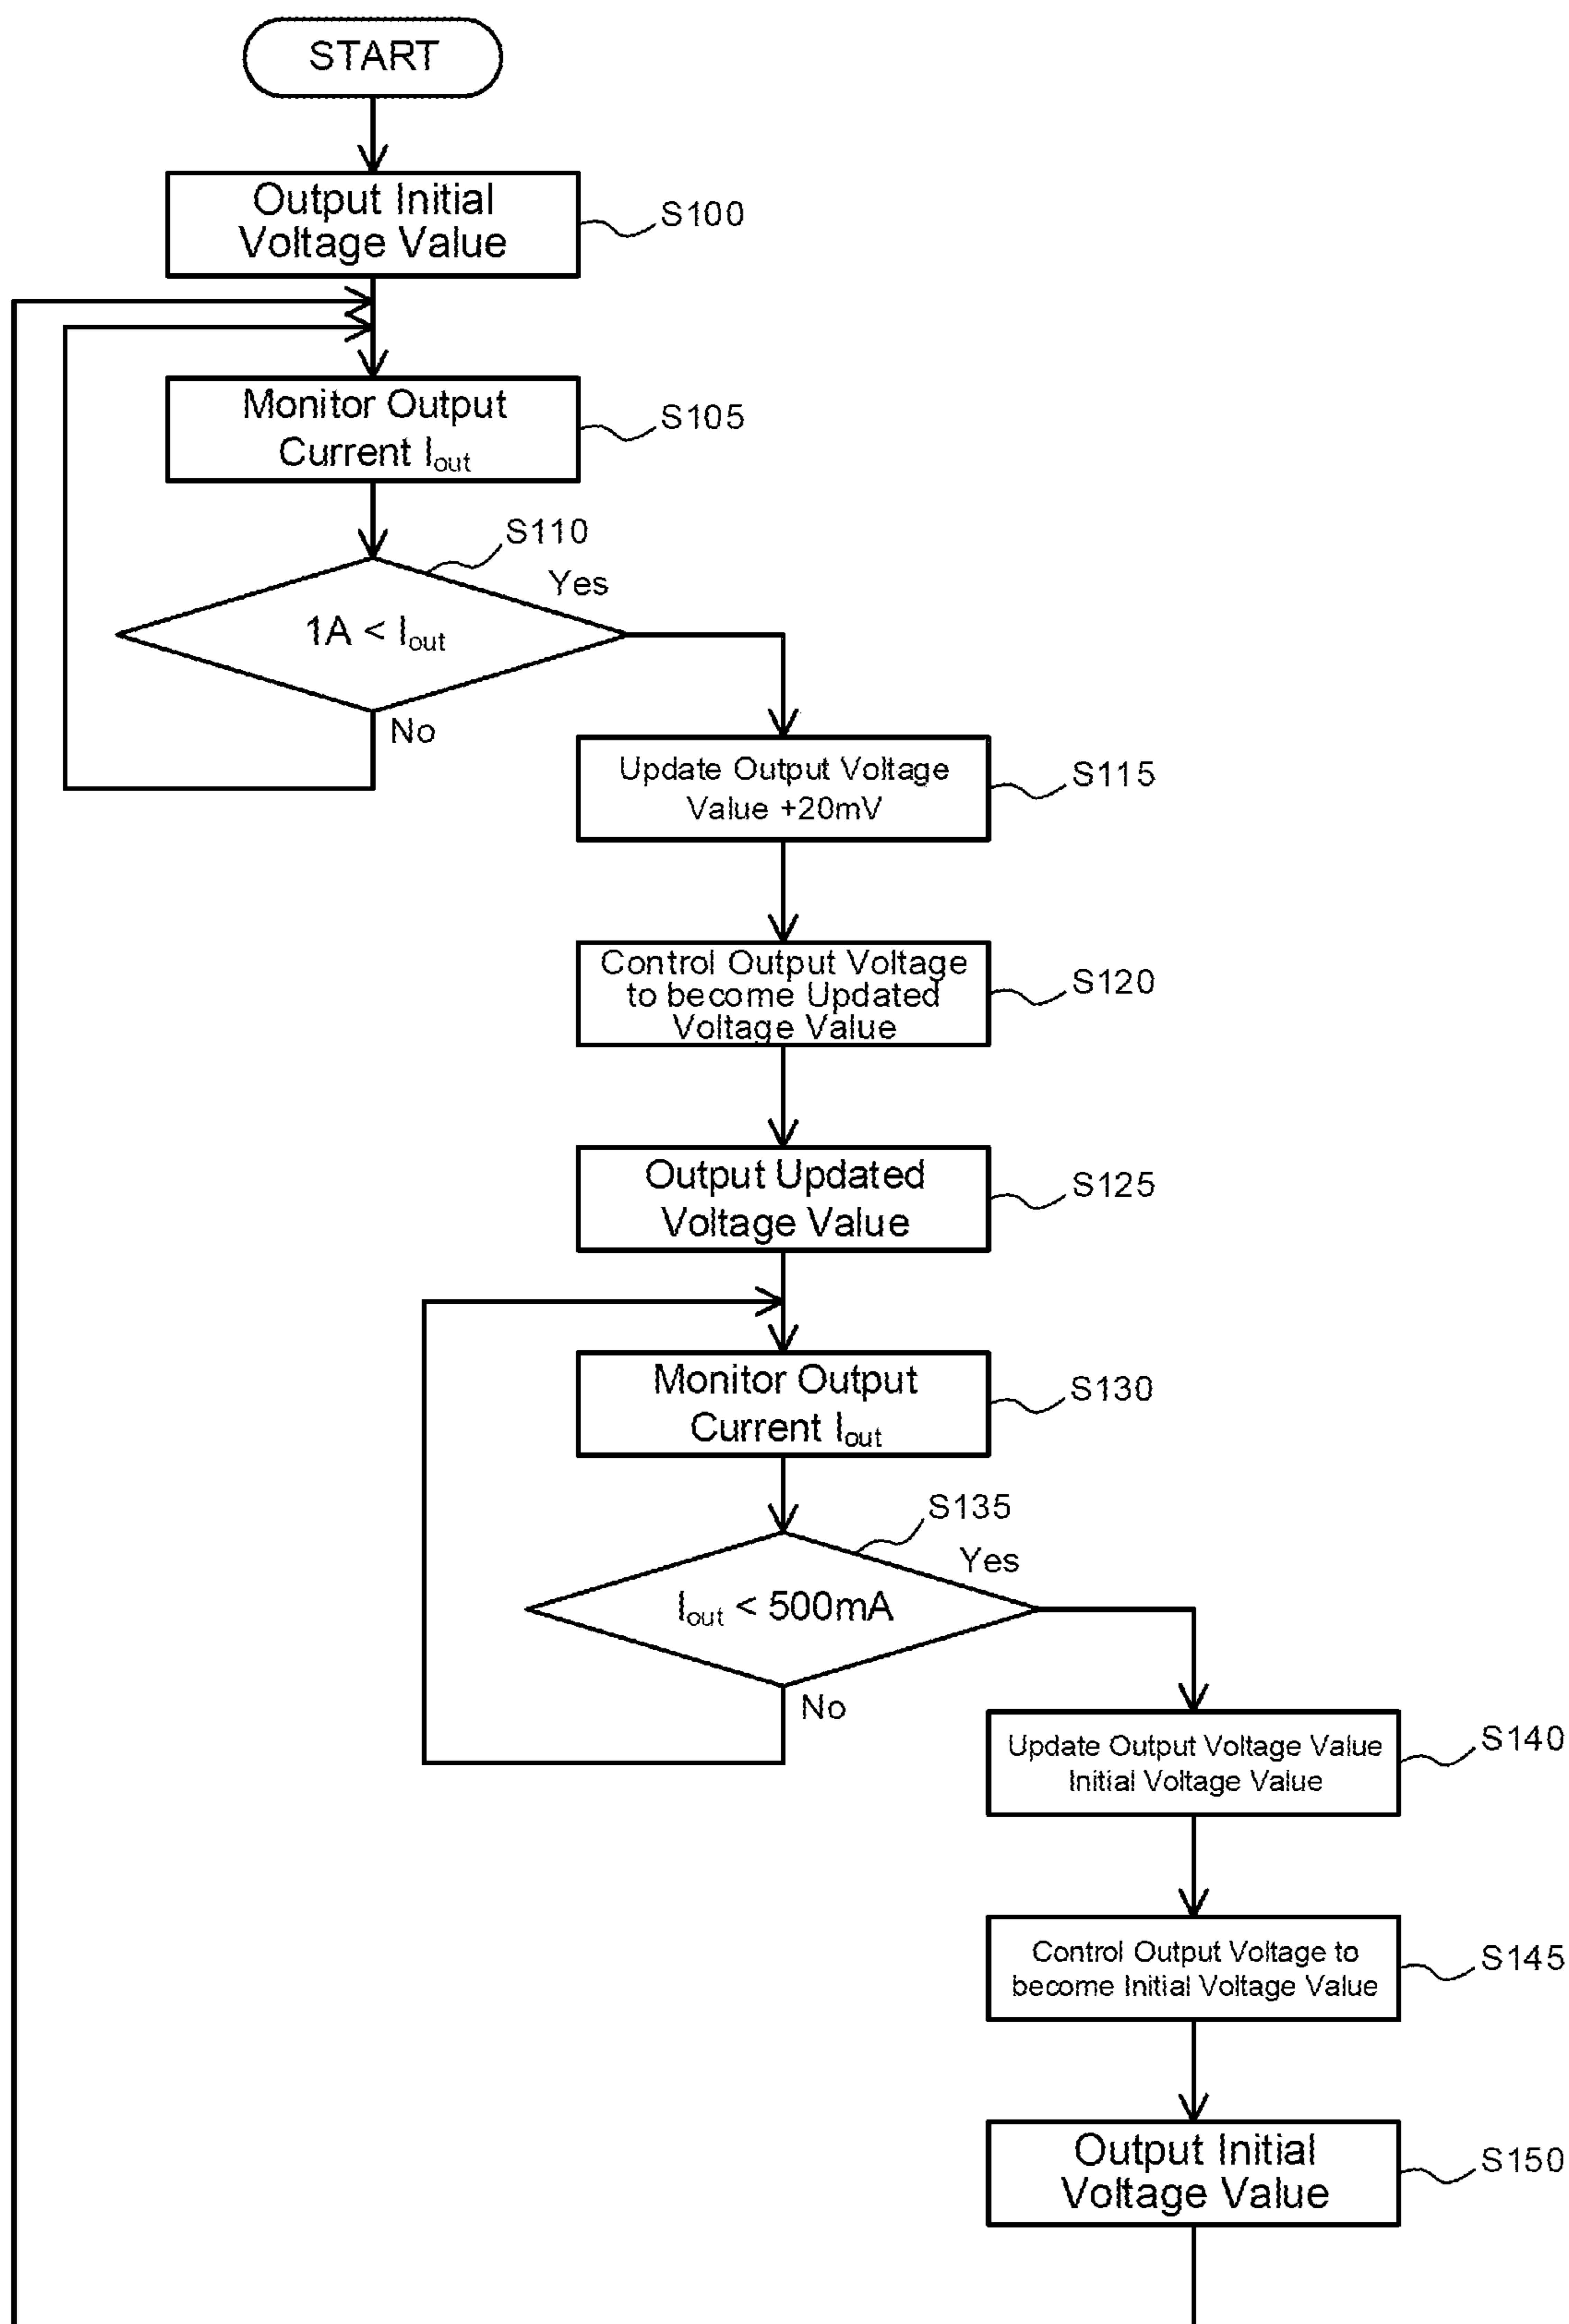 START
Output Initial
Voltage Value
S100
Monitor Output
Current Iout
S105
S110
Yes
1A < Iout
No
Update Output Voltage
Value +20mV
S115
Control Output Voltage
to become Updated
Voltage Value
S120
Output Updated
Voltage Value
S125
Monitor Output
Current Iout
S130
S135
Yes
Iout < 500mA
No
Update Output Voltage Value
Initial Voltage Value
S140
Control Output Voltage to
become Initial Voltage Value
S145
Output Initial
Voltage Value
S150